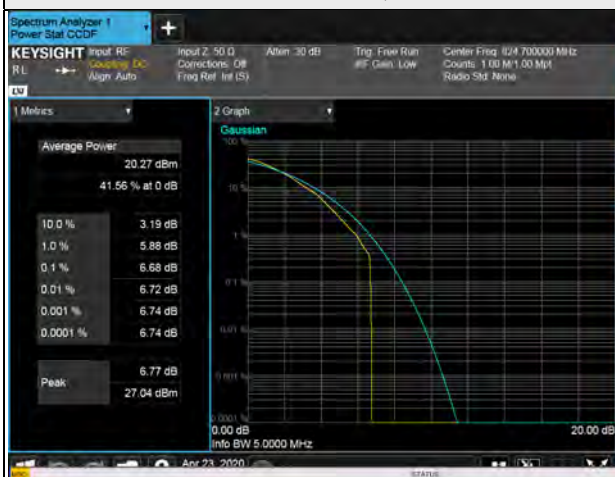 Spectrum Analyzer 1
Power Stat CCDF
+
KEYSIGHT
RL
Input: RF
Coupling: DC
Align: Auto
Input Z: 50 Ω
Corrections: Off
Freq Ref: Int (S)
Atten: 30 dB
Trig: Free Run
#IF Gain: Low
Center Freq: 824.700000 MHz
Counts: 1.00 M/1.00 Mpt
Radio Std: None
1 Metrics
Average Power
20.27 dBm
41.56 % at 0 dB
10.0 % 3.19 dB
1.0 % 5.88 dB
0.1 % 6.68 dB
0.01 % 6.72 dB
0.001 % 6.74 dB
0.0001 % 6.74 dB
Peak
6.77 dB
27.04 dBm
2 Graph
Gaussian
100 %
10 %
1 %
0.1 %
0.01 %
0.001 %
0.0001 %
0.00 dB
20.00 dB
Info BW 5.0000 MHz
Apr 23, 2020
STATUS